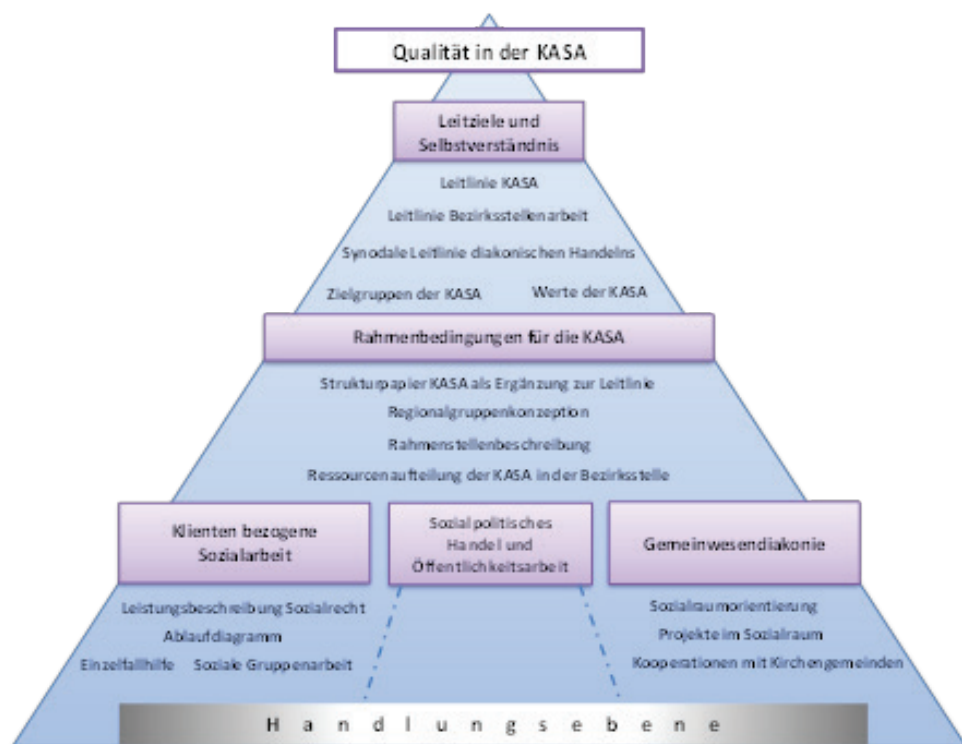 Qualität in der KASA
Leitziele und
Selbstverständnis
Leitlinie KASA
Leitlinie Bezirksstellenarbeit
Synodale Leitlinie diakonischen Handelns
Zielgruppen der KASA
Werte der KASA
Rahmenbedingungen für die KASA
Strukturpapier KASA als Ergänzung zur Leitlinie
Regionalgruppenkonzeption
Rahmenstellenbeschreibung
Ressourcenaufteilung der KASA in der Bezirksstelle
Klienten bezogene
Sozialarbeit
Sozialpolitisches
Handel und
Öffentlichkeitsarbeit
Gemeinwesendiakonie
Leistungsbeschreibung Sozialrecht
Ablaufdiagramm
Einzelfallhilfe
Soziale Gruppenarbeit
Sozialraumorientierung
Projekte im Sozialraum
Kooperationen mit Kirchengemeinden
Handlungsebene